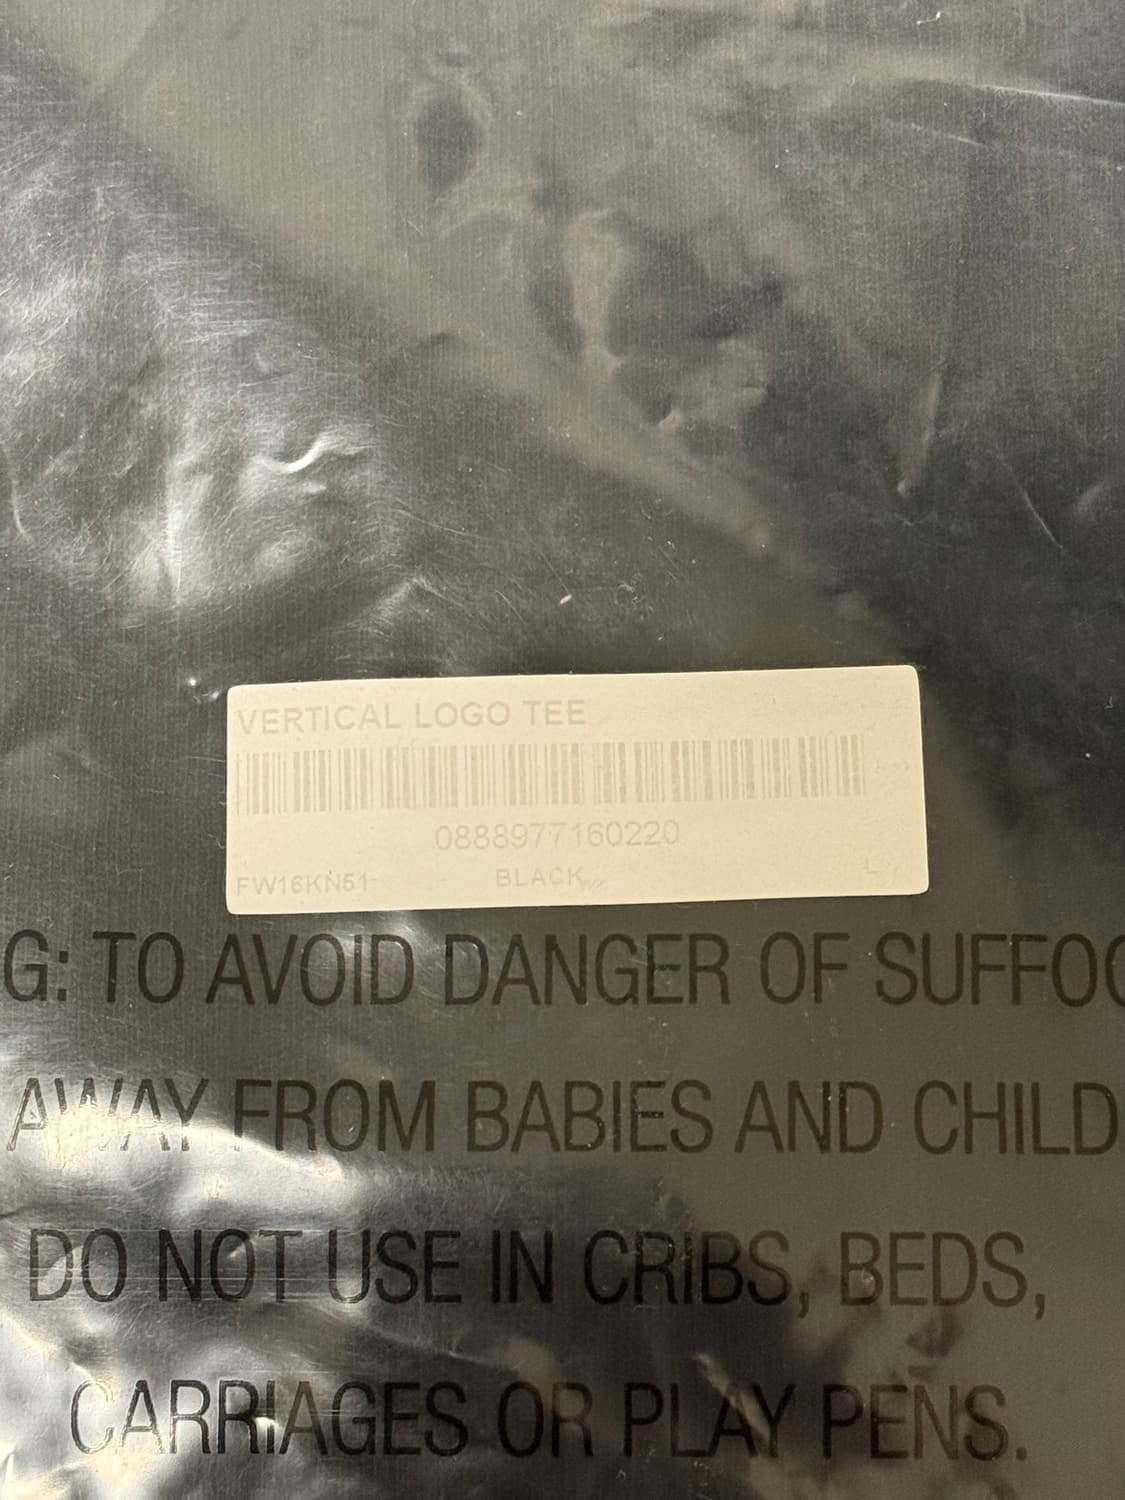 VERTICAL LOGO TEE
0888977160220
FW16KN51
BLACK
L
G: TO AVOID DANGER OF SUFFOC
AWAY FROM BABIES AND CHILD
DO NOT USE IN CRIBS, BEDS,
CARRIAGES OR PLAY PENS.